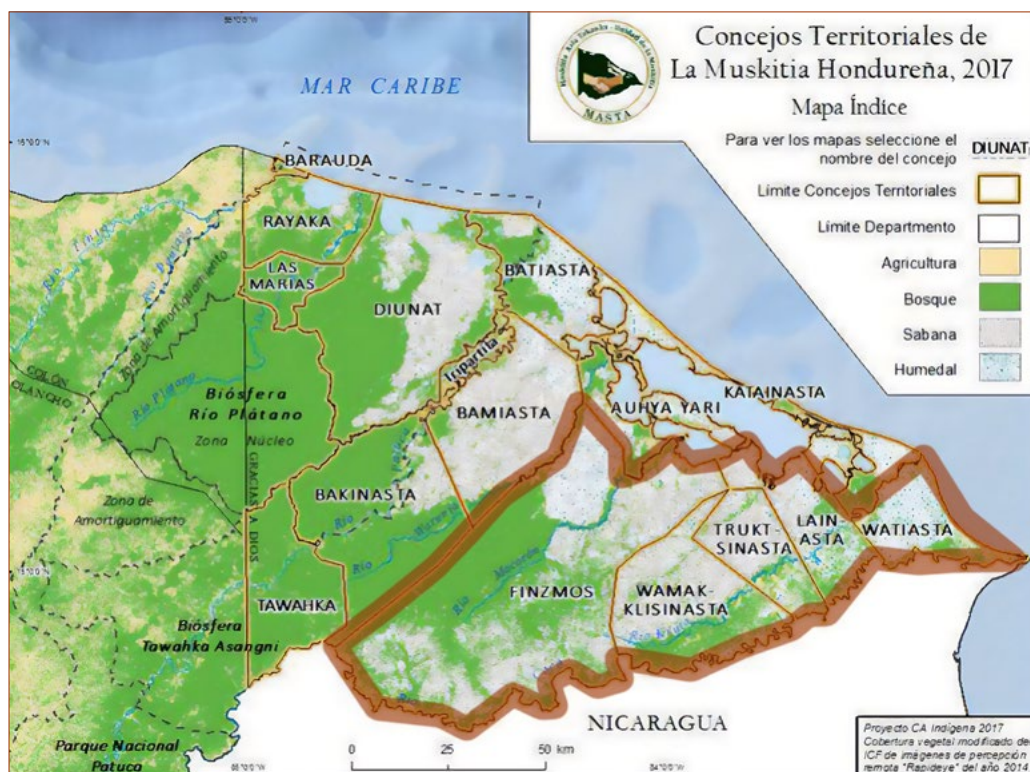 Concejos Territoriales de
La Muskitia Hondureña, 2017
Mapa Índice
Para ver los mapas seleccione el
nombre del concejo
DIUNAT
Límite Concejos Territoriales
Límite Departmento
Agricultura
Bosque
Sabana
Humedal
MASTA
MAR CARIBE
BARAUDA
RAYAKA
LAS
MARIAS
DIUNAT
BATIASTA
Tripartita
BAMIASTA
AUHYA YARI
KATAINASTA
BAKINASTA
TAWAHKA
FINZMOS
WAMAK-
KLISINASTA
TRUKT-
SINASTA
LAIN-
ASTA
WATIASTA
Zona de Amortiguamiento
COLÓN
OLANCHO
Río Plátano
Biósfera
Río Plátano
Zona Núcleo
GRACIAS A DIOS
Zona de
Amortiguamiento
Biósfera
Tawahka Asangni
Parque Nacional
Patuca
Río Mocorón
NICARAGUA
0 25 50 km
Proyecto CA Indígena 2017
Cobertura vegetal modificado de
ICF de imágenes de percepción
remota "Rapideye" del año 2014